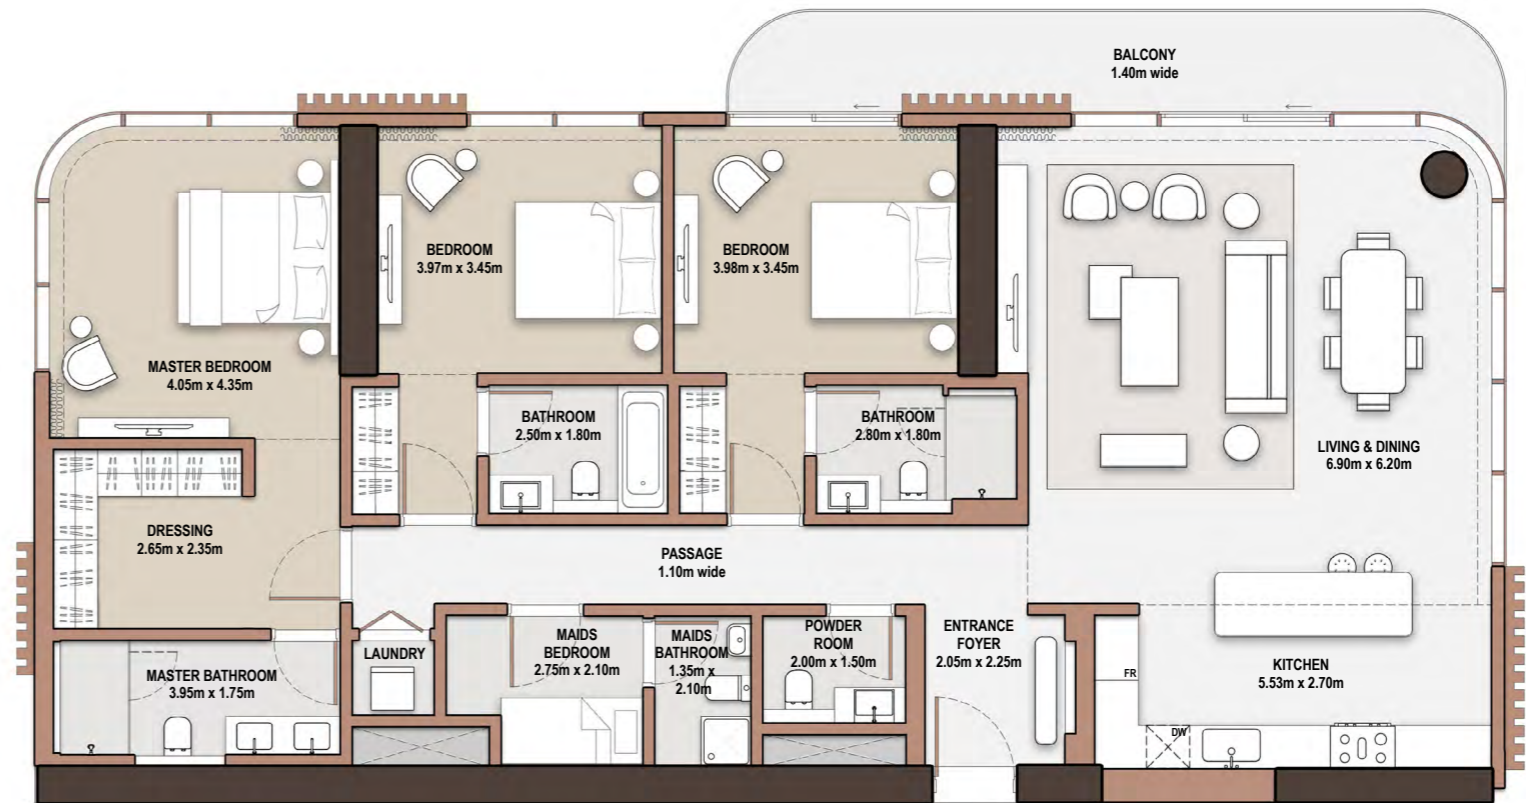 BALCONY
1.40m wide
BEDROOM
3.97m x 3.45m
BEDROOM
3.98m x 3.45m
MASTER BEDROOM
4.05m x 4.35m
BATHROOM
2.50m x 1.80m
BATHROOM
2.80m x 1.80m
LIVING & DINING
6.90m x 6.20m
DRESSING
2.65m x 2.35m
PASSAGE
1.10m wide
LAUNDRY
MAIDS
BEDROOM
2.75m x 2.10m
MAIDS
BATHROOM
1.35m x
2.10m
POWDER
ROOM
2.00m x 1.50m
ENTRANCE
FOYER
2.05m x 2.25m
MASTER BATHROOM
3.95m x 1.75m
KITCHEN
5.53m x 2.70m
FR
DW